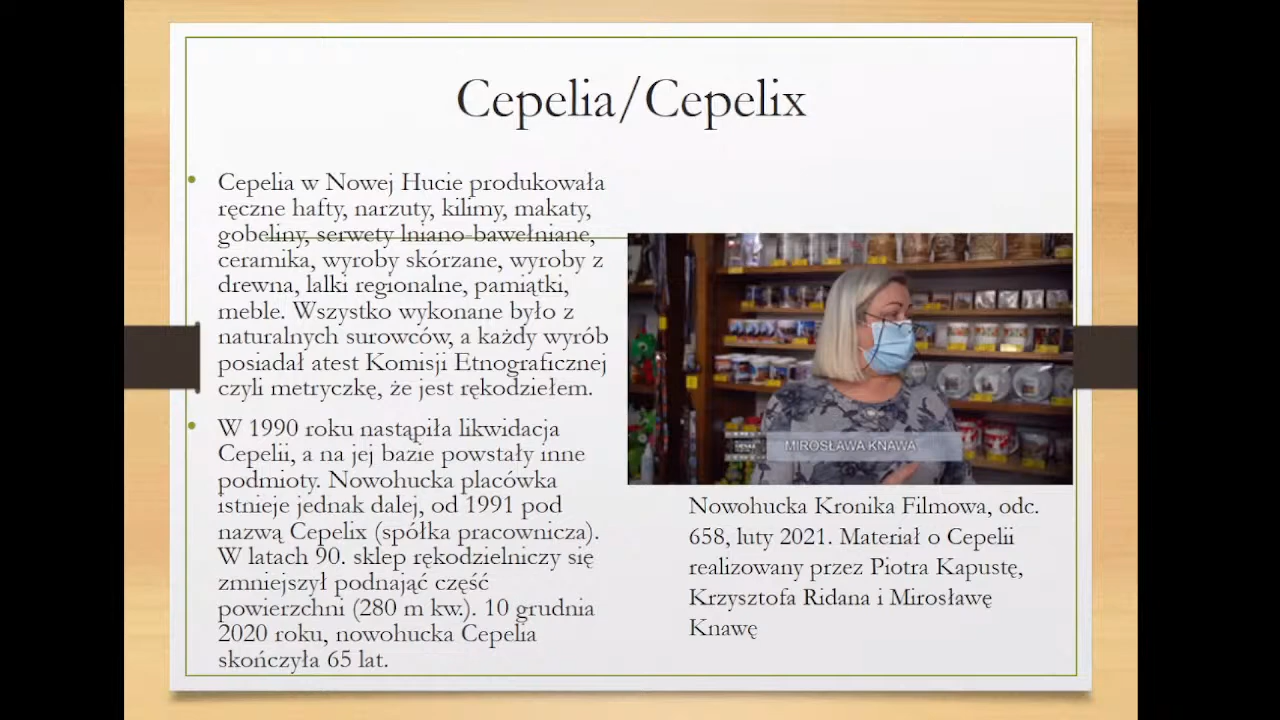 Cepelia/Cepelix
• Cepelia w Nowej Hucie produkowała
ręczne hafty, narzuty, kilimy, makaty,
gobeliny, serwety lniano-bawełniane,
ceramika, wyroby skórzane, wyroby z
drewna, lalki regionalne, pamiątki,
meble. Wszystko wykonane było z
naturalnych surowców, a każdy wyrób
posiadał atest Komisji Etnograficznej
czyli metryczkę, że jest rękodziełem.
• W 1990 roku nastąpiła likwidacja
Cepelii, a na jej bazie powstały inne
podmioty. Nowohucka placówka
istnieje jednak dalej, od 1991 pod
nazwą Cepelix (spółka pracownicza).
W latach 90. sklep rękodzielniczy się
zmniejszył podnająć część
powierzchni (280 m kw.). 10 grudnia
2020 roku, nowohucka Cepelia
skończyła 65 lat.
MIROSŁAWA KNAWA
Nowohucka Kronika Filmowa, odc.
658, luty 2021. Materiał o Cepelii
realizowany przez Piotra Kapustę,
Krzysztofa Ridana i Mirosławę
Knawę